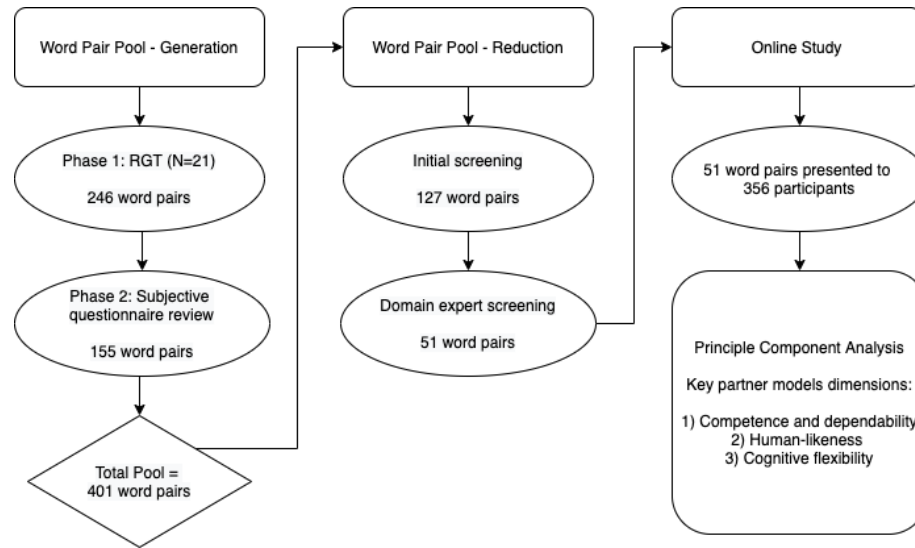 Word Pair Pool - Generation
Phase 1: RGT (N=21)
246 word pairs
Phase 2: Subjective
questionnaire review
155 word pairs
Total Pool =
401 word pairs
Word Pair Pool - Reduction
Initial screening
127 word pairs
Domain expert screening
51 word pairs
Online Study
51 word pairs presented to
356 participants
Principle Component Analysis
Key partner models dimensions:
1) Competence and dependability
2) Human-likeness
3) Cognitive flexibility